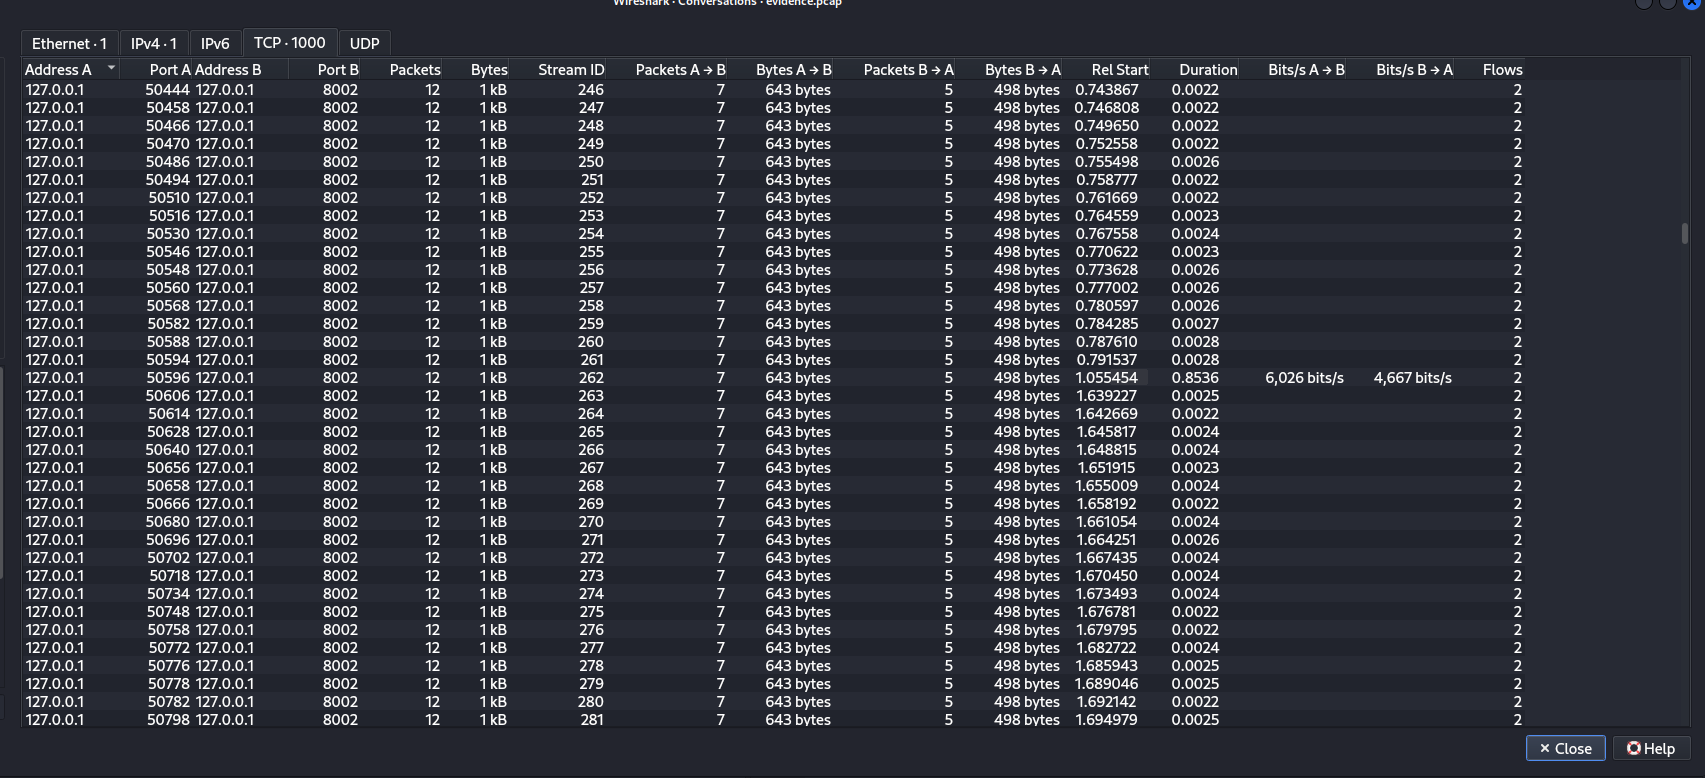 Wireshark · Conversations · evidence.pcap
Ethernet · 1 IPv4 · 1 IPv6 TCP · 1000 UDP
Address A Port A Address B Port B Packets Bytes Stream ID Packets A → B Bytes A → B Packets B → A Bytes B → A Rel Start Duration Bits/s A → B Bits/s B → A Flows
127.0.0.1 50444 127.0.0.1 8002 12 1 kB 246 7 643 bytes 5 498 bytes 0.743867 0.0022 2
127.0.0.1 50458 127.0.0.1 8002 12 1 kB 247 7 643 bytes 5 498 bytes 0.746808 0.0022 2
127.0.0.1 50466 127.0.0.1 8002 12 1 kB 248 7 643 bytes 5 498 bytes 0.749650 0.0022 2
127.0.0.1 50470 127.0.0.1 8002 12 1 kB 249 7 643 bytes 5 498 bytes 0.752558 0.0022 2
127.0.0.1 50486 127.0.0.1 8002 12 1 kB 250 7 643 bytes 5 498 bytes 0.755498 0.0026 2
127.0.0.1 50494 127.0.0.1 8002 12 1 kB 251 7 643 bytes 5 498 bytes 0.758777 0.0022 2
127.0.0.1 50510 127.0.0.1 8002 12 1 kB 252 7 643 bytes 5 498 bytes 0.761669 0.0022 2
127.0.0.1 50516 127.0.0.1 8002 12 1 kB 253 7 643 bytes 5 498 bytes 0.764559 0.0023 2
127.0.0.1 50530 127.0.0.1 8002 12 1 kB 254 7 643 bytes 5 498 bytes 0.767558 0.0024 2
127.0.0.1 50546 127.0.0.1 8002 12 1 kB 255 7 643 bytes 5 498 bytes 0.770622 0.0023 2
127.0.0.1 50548 127.0.0.1 8002 12 1 kB 256 7 643 bytes 5 498 bytes 0.773628 0.0026 2
127.0.0.1 50560 127.0.0.1 8002 12 1 kB 257 7 643 bytes 5 498 bytes 0.777002 0.0026 2
127.0.0.1 50568 127.0.0.1 8002 12 1 kB 258 7 643 bytes 5 498 bytes 0.780597 0.0026 2
127.0.0.1 50582 127.0.0.1 8002 12 1 kB 259 7 643 bytes 5 498 bytes 0.784285 0.0027 2
127.0.0.1 50588 127.0.0.1 8002 12 1 kB 260 7 643 bytes 5 498 bytes 0.787610 0.0028 2
127.0.0.1 50594 127.0.0.1 8002 12 1 kB 261 7 643 bytes 5 498 bytes 0.791537 0.0028 2
127.0.0.1 50596 127.0.0.1 8002 12 1 kB 262 7 643 bytes 5 498 bytes 1.055454 0.8536 6,026 bits/s 4,667 bits/s 2
127.0.0.1 50606 127.0.0.1 8002 12 1 kB 263 7 643 bytes 5 498 bytes 1.639227 0.0025 2
127.0.0.1 50614 127.0.0.1 8002 12 1 kB 264 7 643 bytes 5 498 bytes 1.642669 0.0022 2
127.0.0.1 50628 127.0.0.1 8002 12 1 kB 265 7 643 bytes 5 498 bytes 1.645817 0.0024 2
127.0.0.1 50640 127.0.0.1 8002 12 1 kB 266 7 643 bytes 5 498 bytes 1.648815 0.0024 2
127.0.0.1 50656 127.0.0.1 8002 12 1 kB 267 7 643 bytes 5 498 bytes 1.651915 0.0023 2
127.0.0.1 50658 127.0.0.1 8002 12 1 kB 268 7 643 bytes 5 498 bytes 1.655009 0.0024 2
127.0.0.1 50666 127.0.0.1 8002 12 1 kB 269 7 643 bytes 5 498 bytes 1.658192 0.0022 2
127.0.0.1 50680 127.0.0.1 8002 12 1 kB 270 7 643 bytes 5 498 bytes 1.661054 0.0024 2
127.0.0.1 50696 127.0.0.1 8002 12 1 kB 271 7 643 bytes 5 498 bytes 1.664251 0.0026 2
127.0.0.1 50702 127.0.0.1 8002 12 1 kB 272 7 643 bytes 5 498 bytes 1.667435 0.0024 2
127.0.0.1 50718 127.0.0.1 8002 12 1 kB 273 7 643 bytes 5 498 bytes 1.670450 0.0024 2
127.0.0.1 50734 127.0.0.1 8002 12 1 kB 274 7 643 bytes 5 498 bytes 1.673493 0.0024 2
127.0.0.1 50748 127.0.0.1 8002 12 1 kB 275 7 643 bytes 5 498 bytes 1.676781 0.0022 2
127.0.0.1 50758 127.0.0.1 8002 12 1 kB 276 7 643 bytes 5 498 bytes 1.679795 0.0022 2
127.0.0.1 50772 127.0.0.1 8002 12 1 kB 277 7 643 bytes 5 498 bytes 1.682722 0.0024 2
127.0.0.1 50776 127.0.0.1 8002 12 1 kB 278 7 643 bytes 5 498 bytes 1.685943 0.0025 2
127.0.0.1 50778 127.0.0.1 8002 12 1 kB 279 7 643 bytes 5 498 bytes 1.689046 0.0025 2
127.0.0.1 50782 127.0.0.1 8002 12 1 kB 280 7 643 bytes 5 498 bytes 1.692142 0.0022 2
127.0.0.1 50798 127.0.0.1 8002 12 1 kB 281 7 643 bytes 5 498 bytes 1.694979 0.0025 2
Close Help